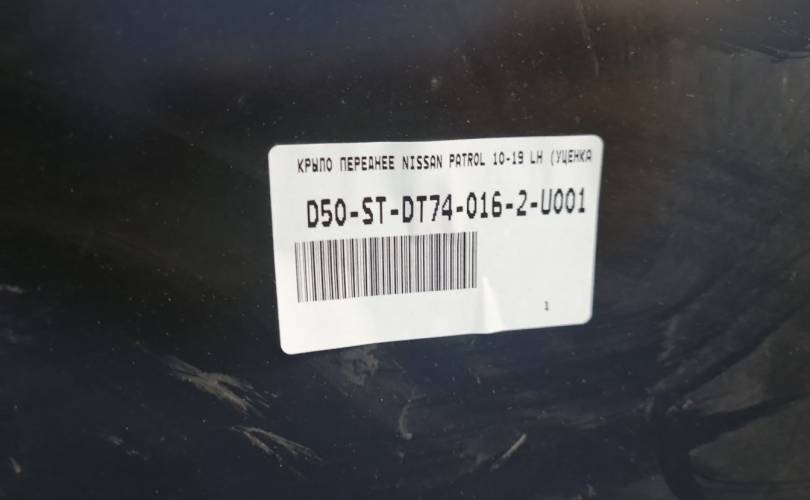 КРЫЛО ПЕРЕДНЕЕ NISSAN PATROL 10-19 LH (УЦЕНКА
D50-ST-DT74-016-2-U001
1